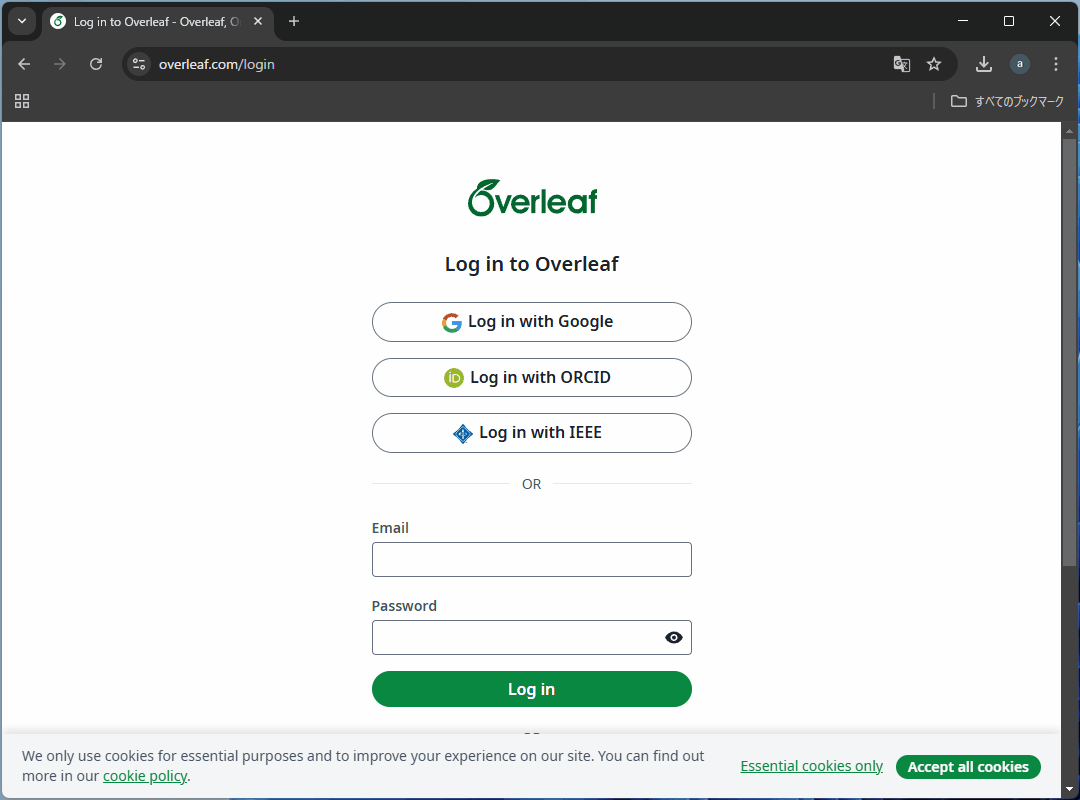 Log in to Overleaf - Overleaf, O
overleaf.com/login
a
すべてのブックマーク
Overleaf
Log in to Overleaf
Log in with Google
iD Log in with ORCID
Log in with IEEE
OR
Email
Password
Log in
We only use cookies for essential purposes and to improve your experience on our site. You can find out
more in our cookie policy.
Essential cookies only
Accept all cookies